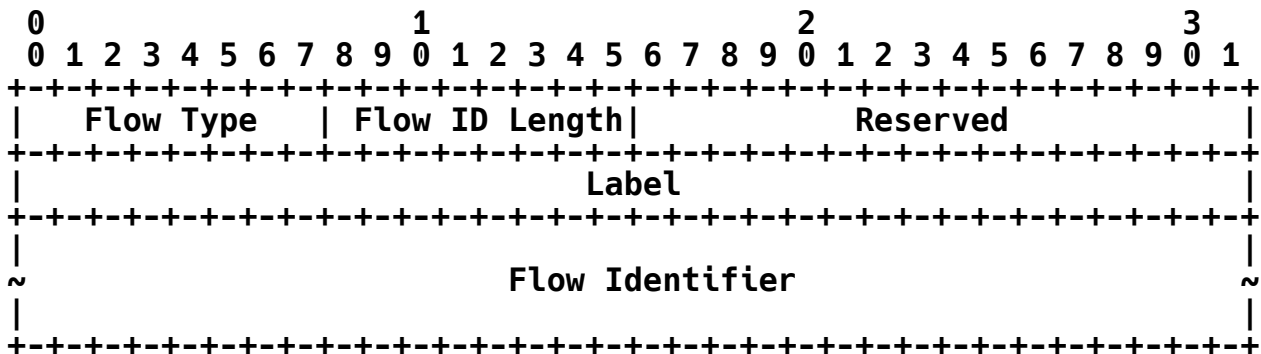 0                   1                   2                   3
 0 1 2 3 4 5 6 7 8 9 0 1 2 3 4 5 6 7 8 9 0 1 2 3 4 5 6 7 8 9 0 1
+-+-+-+-+-+-+-+-+-+-+-+-+-+-+-+-+-+-+-+-+-+-+-+-+-+-+-+-+-+-+-+-+
|   Flow Type   | Flow ID Length|           Reserved            |
+-+-+-+-+-+-+-+-+-+-+-+-+-+-+-+-+-+-+-+-+-+-+-+-+-+-+-+-+-+-+-+-+
|                             Label                             |
+-+-+-+-+-+-+-+-+-+-+-+-+-+-+-+-+-+-+-+-+-+-+-+-+-+-+-+-+-+-+-+-+
|                                                               |
~                         Flow Identifier                       ~
|                                                               |
+-+-+-+-+-+-+-+-+-+-+-+-+-+-+-+-+-+-+-+-+-+-+-+-+-+-+-+-+-+-+-+-+